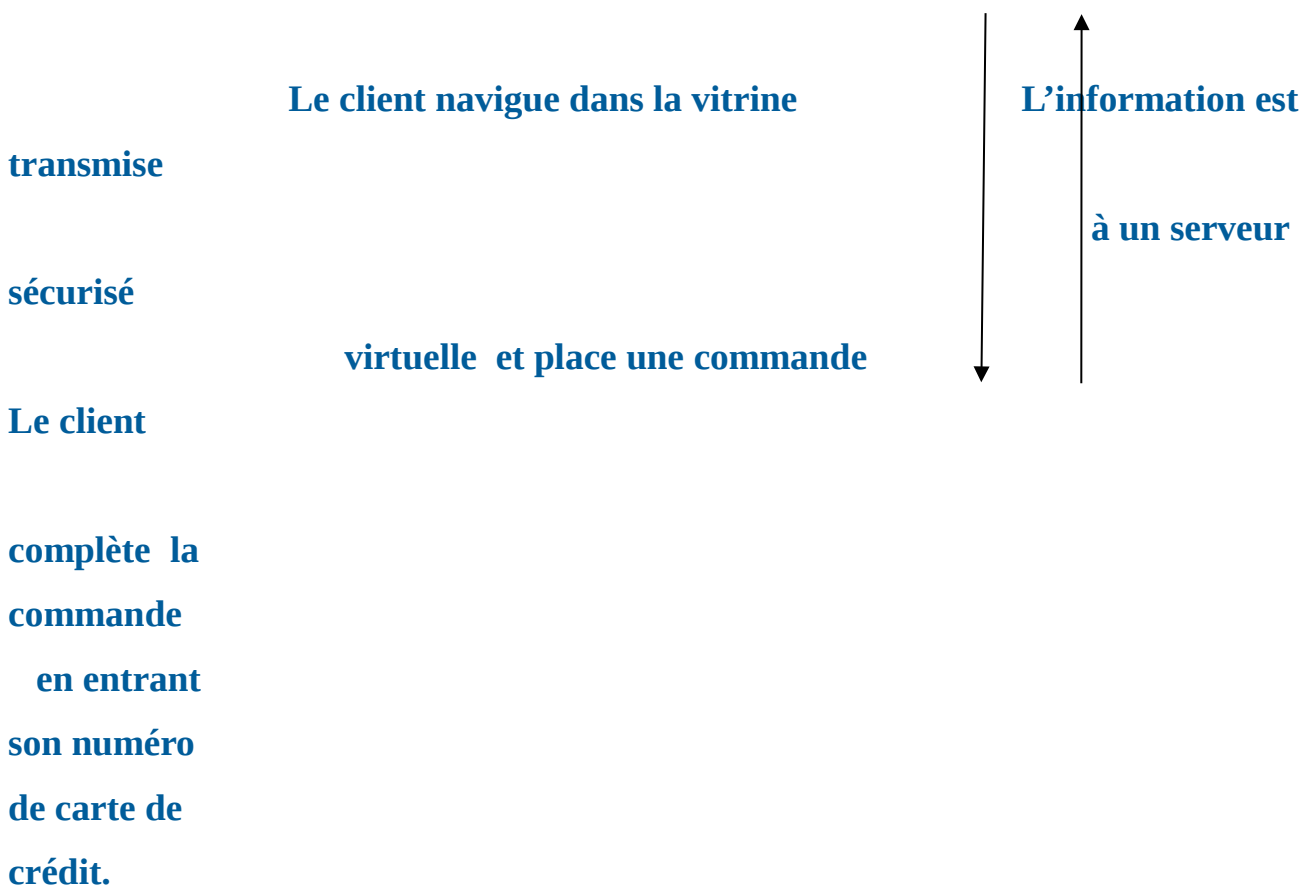 Le client navigue dans la vitrine L’information est
transmise
à un serveur
sécurisé
virtuelle et place une commande
Le client
complète la
commande
en entrant
son numéro
de carte de
crédit.